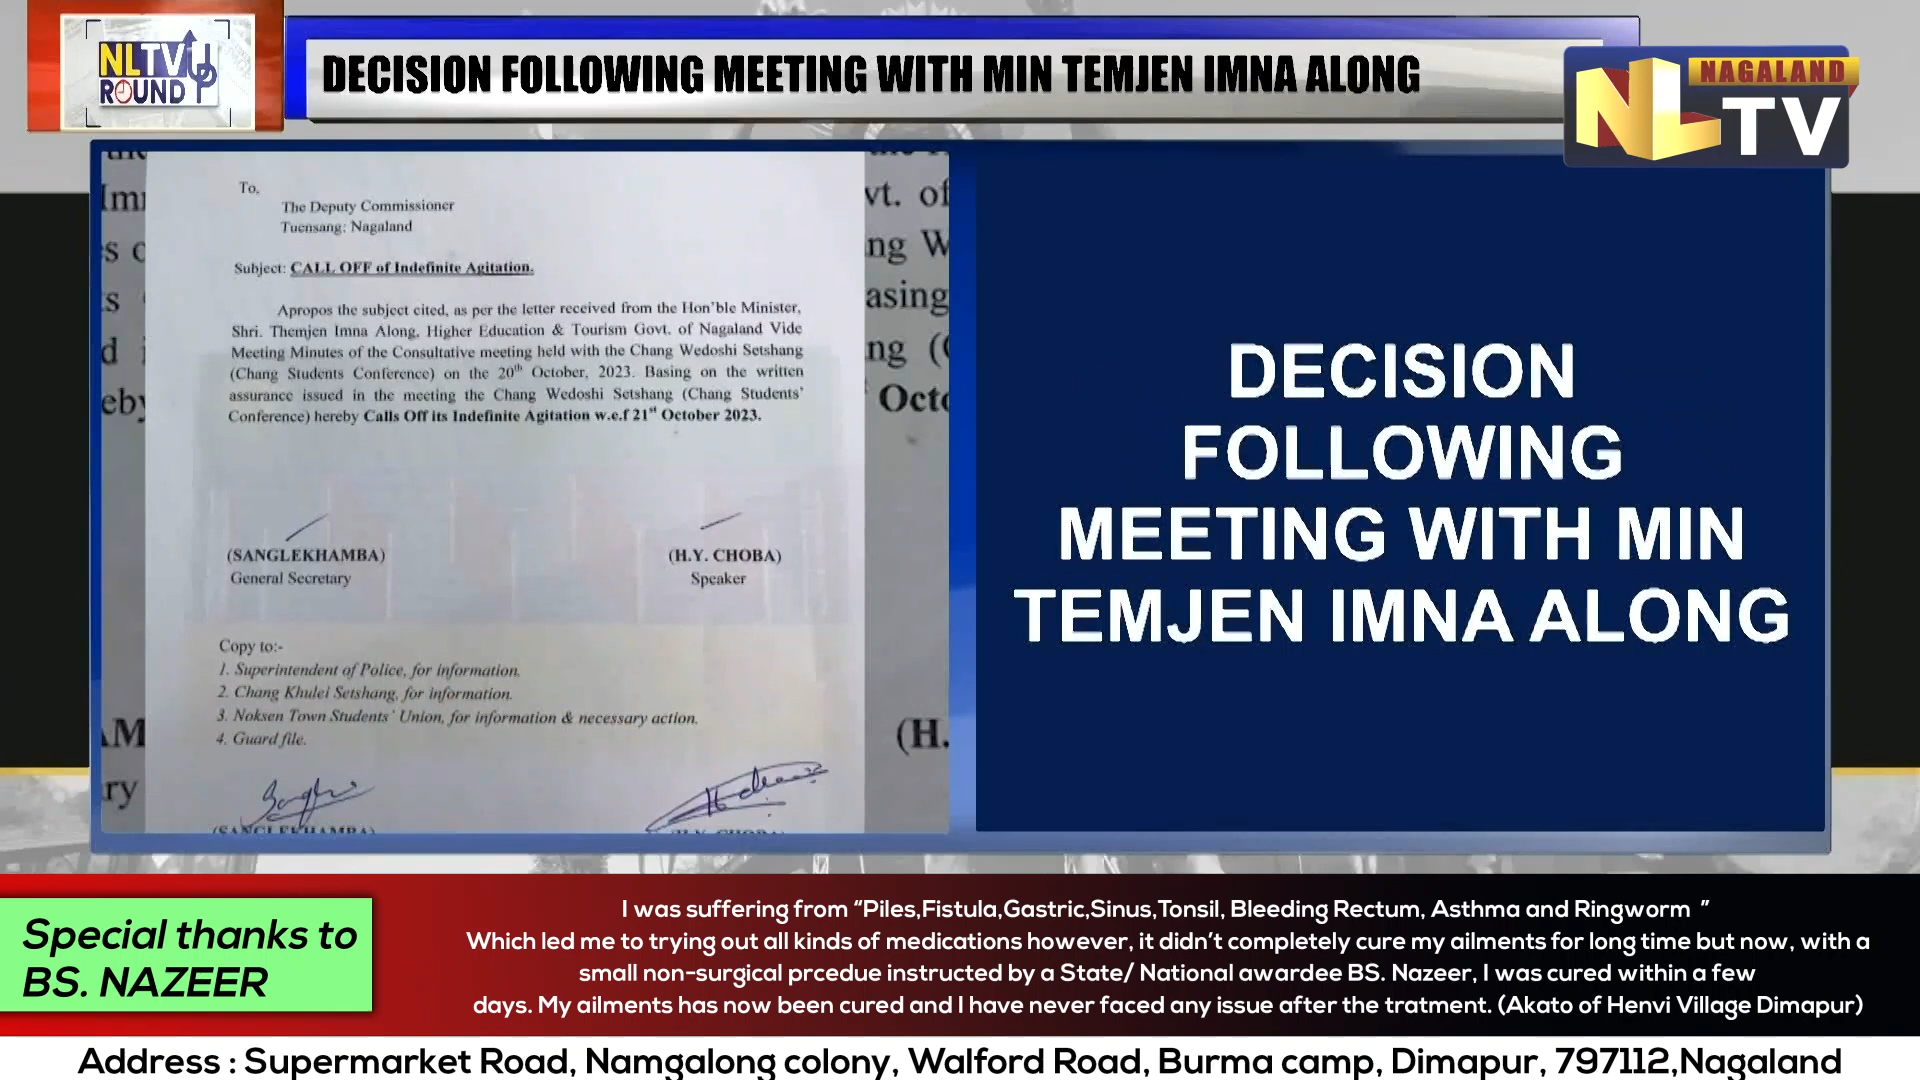 NLTV
ROUND UP
DECISION FOLLOWING MEETING WITH MIN TEMJEN IMNA ALONG
NAGALAND
NL TV
To,
The Deputy Commissioner
Tuensang: Nagaland
Subject: CALL OFF of Indefinite Agitation.
Apropos the subject cited, as per the letter received from the Hon'ble Minister,
Shri. Themjen Imna Along, Higher Education & Tourism Govt. of Nagaland Vide
Meeting Minutes of the Consultative meeting held with the Chang Wedoshi Setshang
(Chang Students Conference) on the 20th October, 2023. Basing on the written
assurance issued in the meeting the Chang Wedoshi Setshang (Chang Students'
Conference) hereby Calls Off its Indefinite Agitation w.e.f 21st October 2023.
(SANGLEKHAMBA)
General Secretary
(H.Y. CHOBA)
Speaker
Copy to:-
1. Superintendent of Police, for information.
2. Chang Khulei Setshang, for information.
3. Noksen Town Students' Union, for information & necessary action.
4. Guard file.
(SANGLEKHAMBA)
DECISION
FOLLOWING
MEETING WITH MIN
TEMJEN IMNA ALONG
Special thanks to
BS. NAZEER
I was suffering from “Piles,Fistula,Gastric,Sinus,Tonsil, Bleeding Rectum, Asthma and Ringworm ”
Which led me to trying out all kinds of medications however, it didn't completely cure my ailments for long time but now, with a
small non-surgical prcedue instructed by a State/ National awardee BS. Nazeer, I was cured within a few
days. My ailments has now been cured and I have never faced any issue after the tratment. (Akato of Henvi Village Dimapur)
Address : Supermarket Road, Namgalong colony, Walford Road, Burma camp, Dimapur, 797112,Nagaland